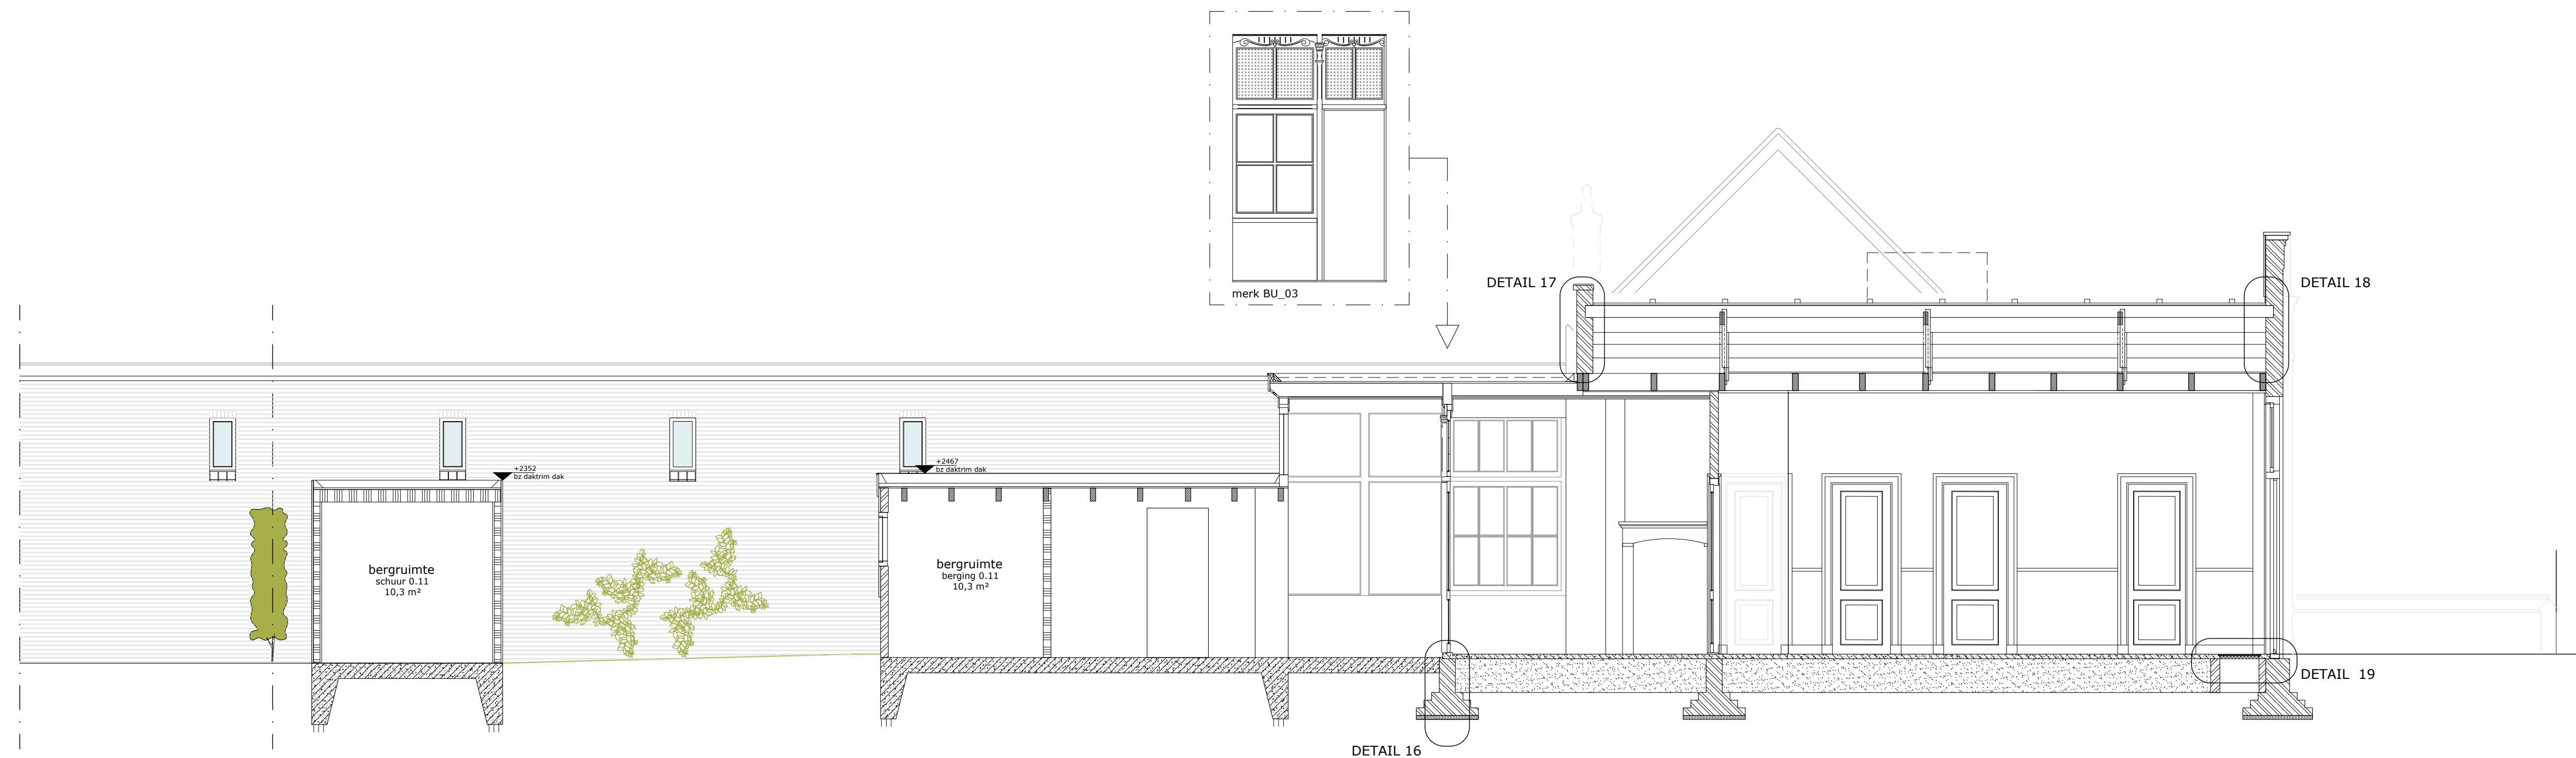 merk BU_03
DETAIL 17
DETAIL 18
+2352
bz daktrim dak
+2467
bz daktrim dak
bergruimte
schuur 0.11
10,3 m²
bergruimte
berging 0.11
10,3 m²
DETAIL 19
DETAIL 16